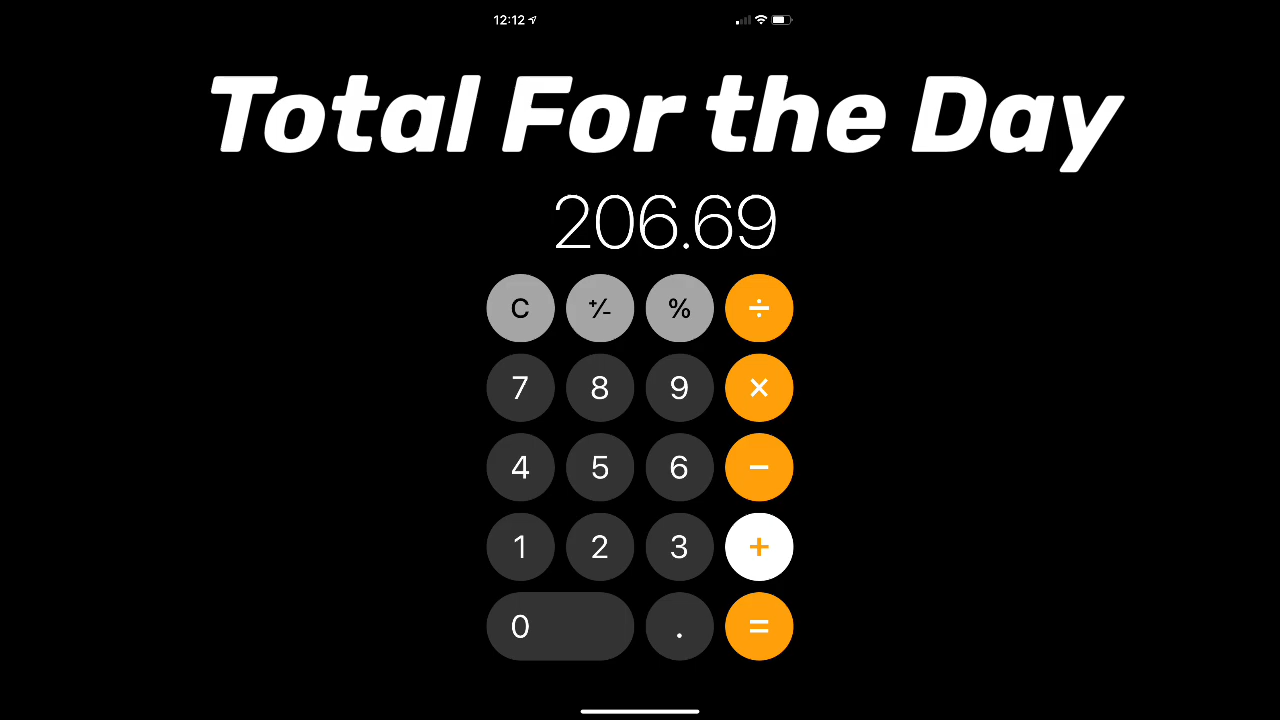 12:12
Total For the Day
206.69
C +/- % ÷
7 8 9 ×
4 5 6 −
1 2 3 +
0 . =